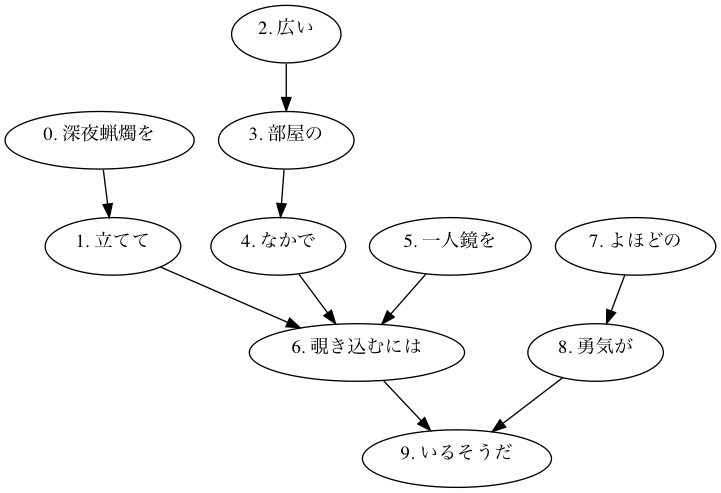 2. 広い
0. 深夜蝋燭を
3. 部屋の
1. 立てて
4. なかで
5. 一人鏡を
7. よほどの
6. 覗き込むには
8. 勇気が
9. いるそうだ